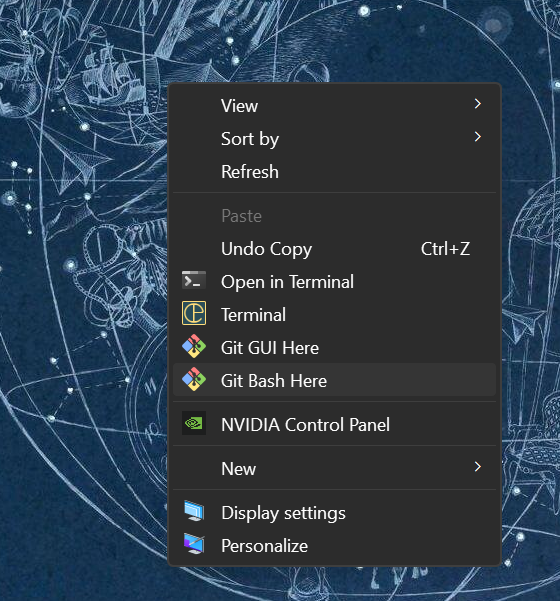 View
Sort by
Refresh
Paste
Undo Copy Ctrl+Z
Open in Terminal
Terminal
Git GUI Here
Git Bash Here
NVIDIA Control Panel
New
Display settings
Personalize